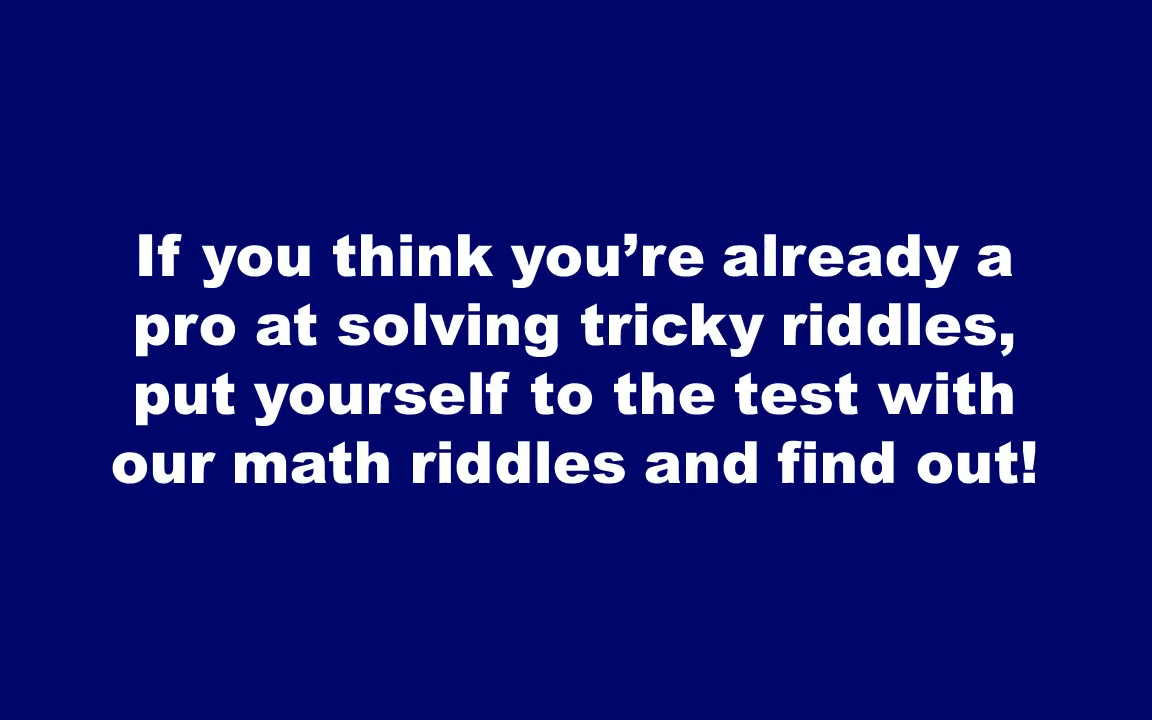 If you think you’re already a
pro at solving tricky riddles,
put yourself to the test with
our math riddles and find out!